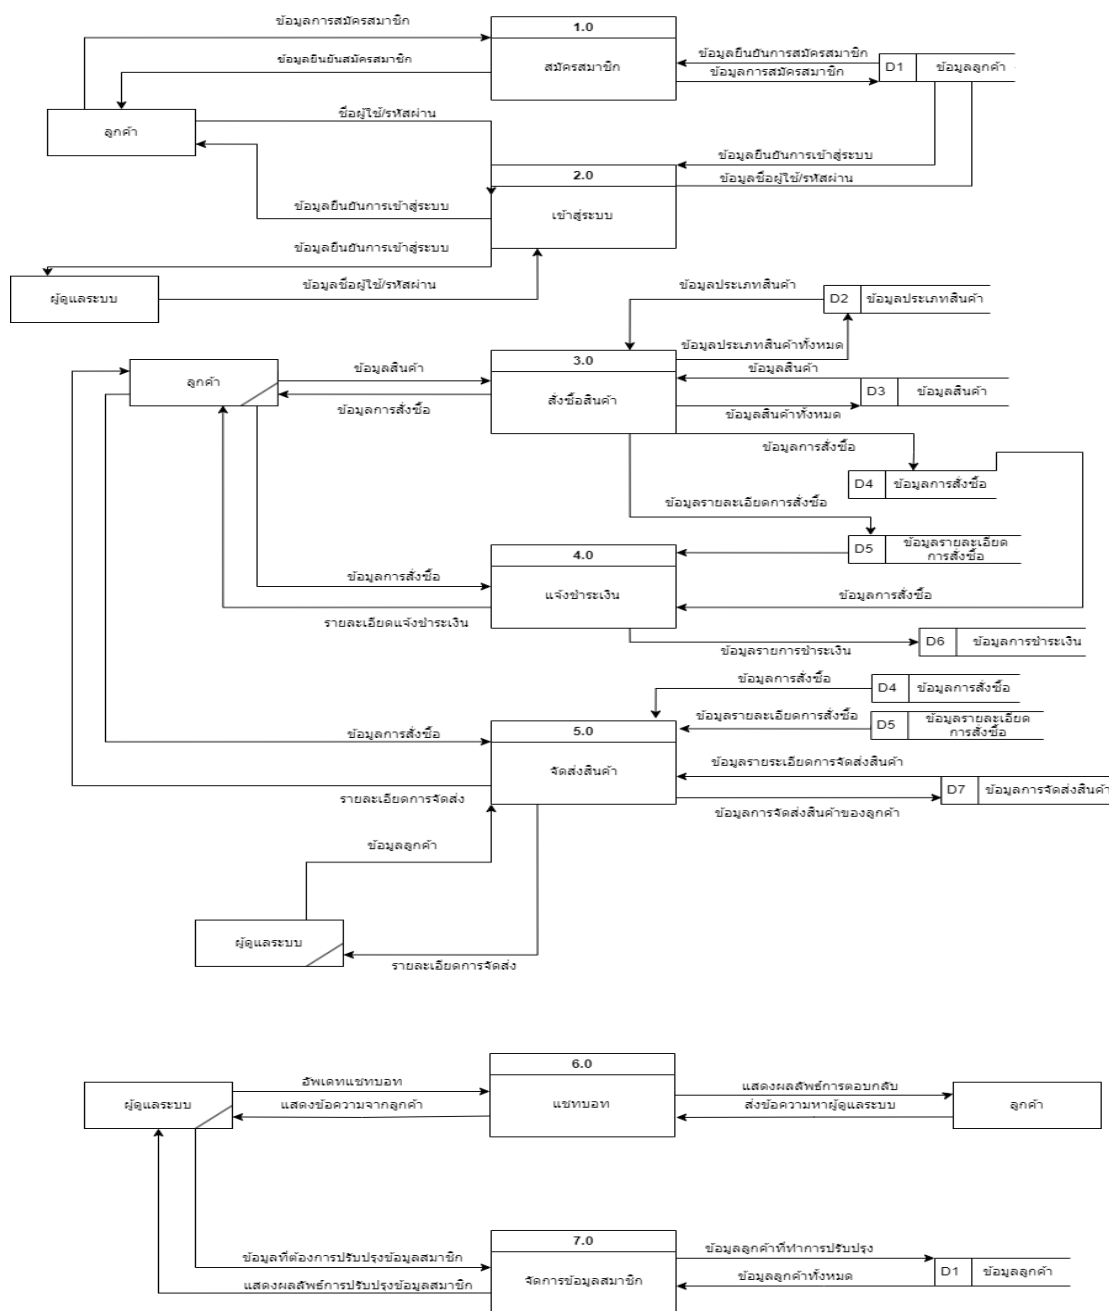 ข้อมูลการสมัครสมาชิก
1.0
สมัครสมาชิก
ข้อมูลยืนยันสมัครสมาชิก
ข้อมูลยืนยันการสมัครสมาชิก
ข้อมูลการสมัครสมาชิก
D1 ข้อมูลลูกค้า
ลูกค้า
ชื่อผู้ใช้/รหัสผ่าน
ข้อมูลยืนยันการเข้าสู่ระบบ
2.0
ข้อมูลชื่อผู้ใช้/รหัสผ่าน
เข้าสู่ระบบ
ข้อมูลยืนยันการเข้าสู่ระบบ
ข้อมูลยืนยันการเข้าสู่ระบบ
ผู้ดูแลระบบ
ข้อมูลชื่อผู้ใช้/รหัสผ่าน
ข้อมูลประเภทสินค้า
D2 ข้อมูลประเภทสินค้า
ข้อมูลประเภทสินค้าทั้งหมด
3.0
สั่งซื้อสินค้า
ลูกค้า
ข้อมูลสินค้า
ข้อมูลการสั่งซื้อ
ข้อมูลสินค้า
D3 ข้อมูลสินค้า
ข้อมูลสินค้าทั้งหมด
ข้อมูลการสั่งซื้อ
D4 ข้อมูลการสั่งซื้อ
ข้อมูลรายละเอียดการสั่งซื้อ
D5 ข้อมูลรายละเอียด
การสั่งซื้อ
4.0
แจ้งชำระเงิน
ข้อมูลการสั่งซื้อ
ข้อมูลการสั่งซื้อ
รายละเอียดแจ้งชำระเงิน
ข้อมูลรายการชำระเงิน
D6 ข้อมูลการชำระเงิน
ข้อมูลการสั่งซื้อ
D4 ข้อมูลการสั่งซื้อ
ข้อมูลรายละเอียดการสั่งซื้อ
D5 ข้อมูลรายละเอียด
การสั่งซื้อ
5.0
จัดส่งสินค้า
ข้อมูลการสั่งซื้อ
ข้อมูลรายระเอียดการจัดส่งสินค้า
D7 ข้อมูลการจัดส่งสินค้า
รายละเอียดการจัดส่ง
ข้อมูลการจัดส่งสินค้าของลูกค้า
ข้อมูลลูกค้า
ผู้ดูแลระบบ
รายละเอียดการจัดส่ง
6.0
แชทบอท
ผู้ดูแลระบบ
อัพเดทแชทบอท
แสดงข้อความจากลูกค้า
แสดงผลลัพธ์การตอบกลับ
ส่งข้อความหาผู้ดูแลระบบ
ลูกค้า
7.0
จัดการข้อมูลสมาชิก
ข้อมูลที่ต้องการปรับปรุงข้อมูลสมาชิก
แสดงผลลัพธ์การปรับปรุงข้อมูลสมาชิก
ข้อมูลลูกค้าที่ทำการปรับปรุง
ข้อมูลลูกค้าทั้งหมด
D1 ข้อมูลลูกค้า